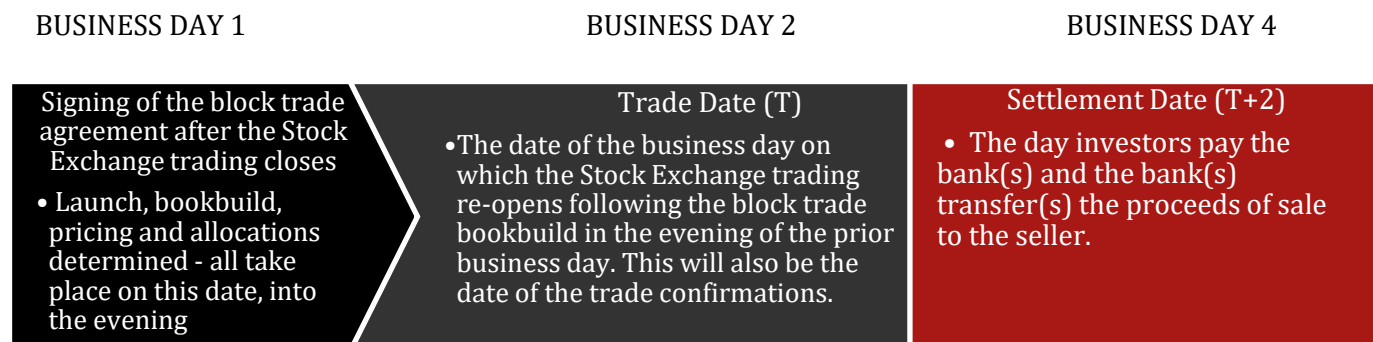 BUSINESS DAY 1
BUSINESS DAY 2
BUSINESS DAY 4
Signing of the block trade
agreement after the Stock
Exchange trading closes
• Launch, bookbuild,
pricing and allocations
determined - all take
place on this date, into
the evening
Trade Date (T)
•The date of the business day on
which the Stock Exchange trading
re-opens following the block trade
bookbuild in the evening of the prior
business day. This will also be the
date of the trade confirmations.
Settlement Date (T+2)
• The day investors pay the
bank(s) and the bank(s)
transfer(s) the proceeds of sale
to the seller.